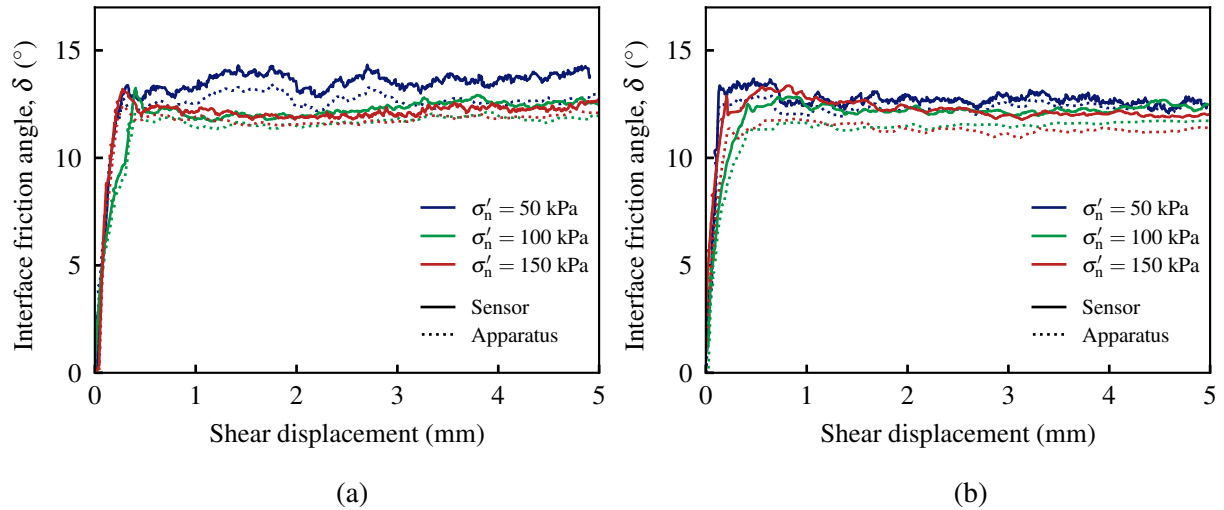 15
10
5
0
0 1 2 3 4 5
Interface friction angle, δ (°)
Shear displacement (mm)
σ′n = 50 kPa
σ′n = 100 kPa
σ′n = 150 kPa
Sensor
Apparatus
(a)
15
10
5
0
0 1 2 3 4 5
Interface friction angle, δ (°)
Shear displacement (mm)
σ′n = 50 kPa
σ′n = 100 kPa
σ′n = 150 kPa
Sensor
Apparatus
(b)